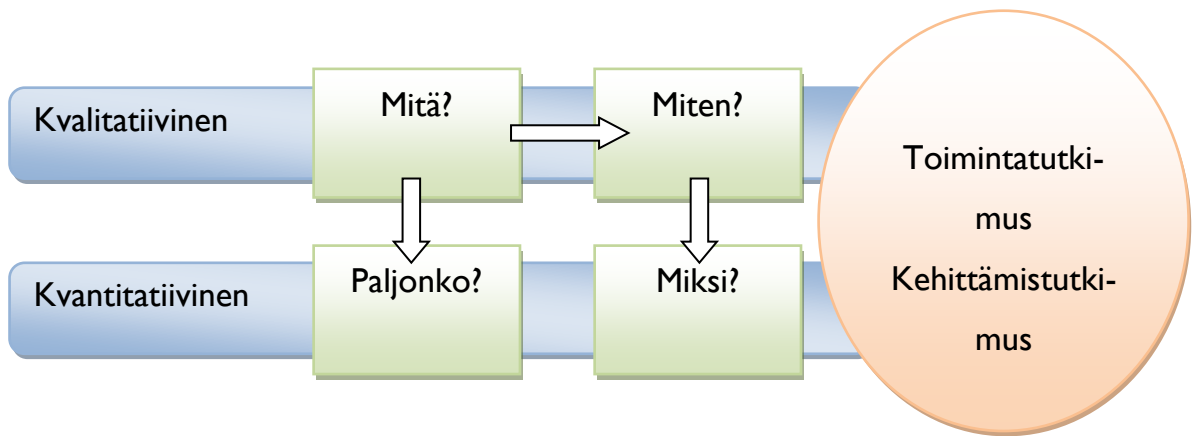 Kvalitatiivinen
Mitä?
Miten?
Kvantitatiivinen
Paljonko?
Miksi?
Toimintatutki-
mus
Kehittämistutki-
mus